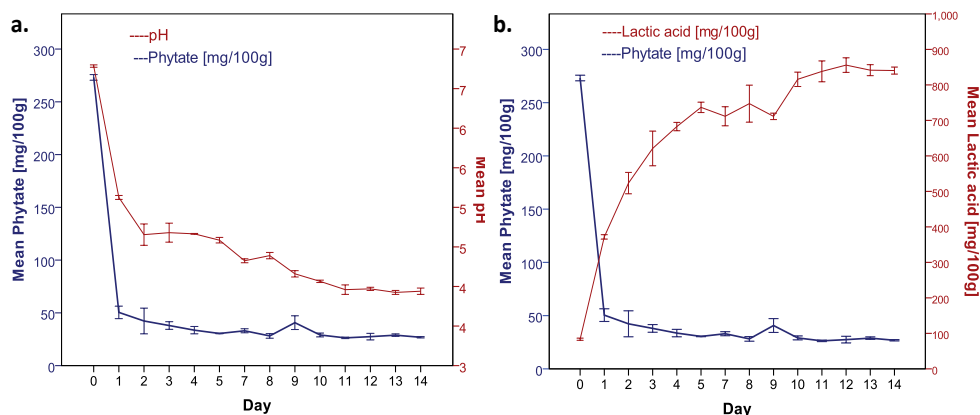 a.
----pH
---Phytate [mg/100g]
Mean Phytate [mg/100g]
300
250
200
150
100
50
0
7
7
6
6
5
5
4
4
3
Mean pH
0 1 2 3 4 5 7 8 9 10 11 12 13 14
Day
b.
----Lactic acid [mg/100g]
---Phytate [mg/100g]
Mean Phytate [mg/100g]
300
250
200
150
100
50
0
1,000
900
800
700
600
500
400
300
200
100
0
Mean Lactic acid [mg/100g]
0 1 2 3 4 5 7 8 9 10 11 12 13 14
Day